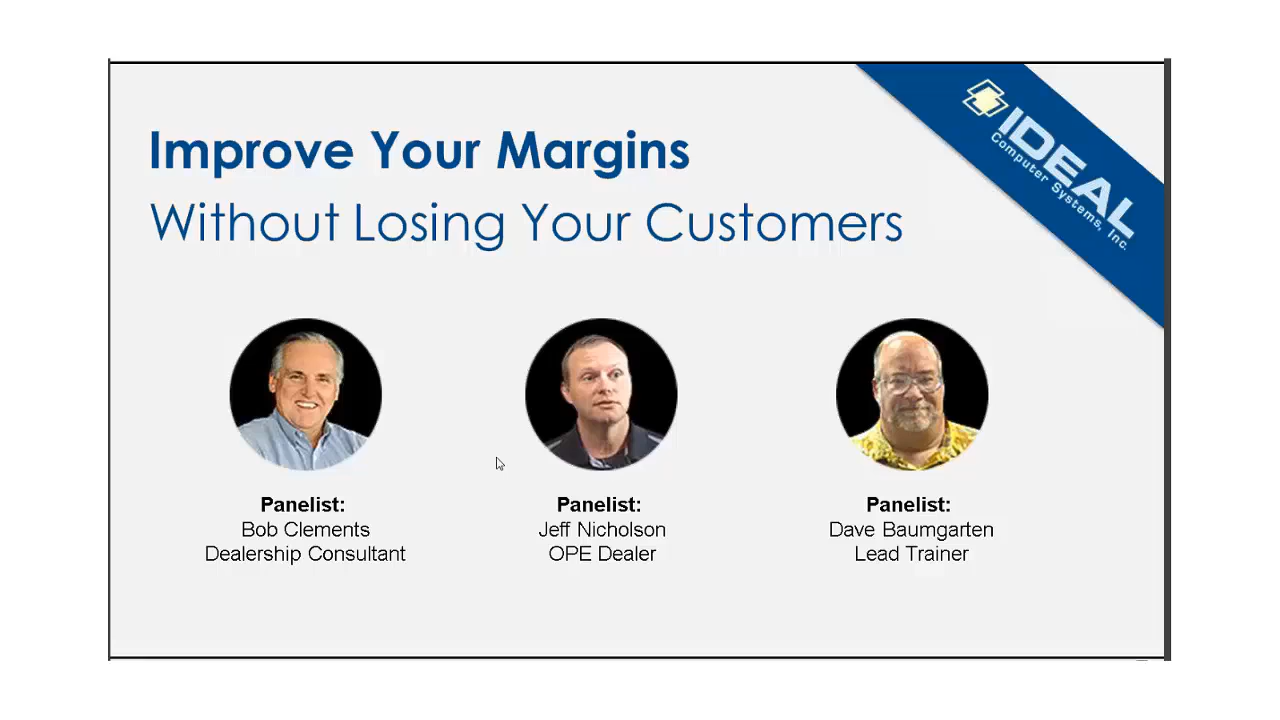 Improve Your Margins
Without Losing Your Customers
IDEAL
Computer Systems, Inc.
Panelist:
Bob Clements
Dealership Consultant
Panelist:
Jeff Nicholson
OPE Dealer
Panelist:
Dave Baumgarten
Lead Trainer